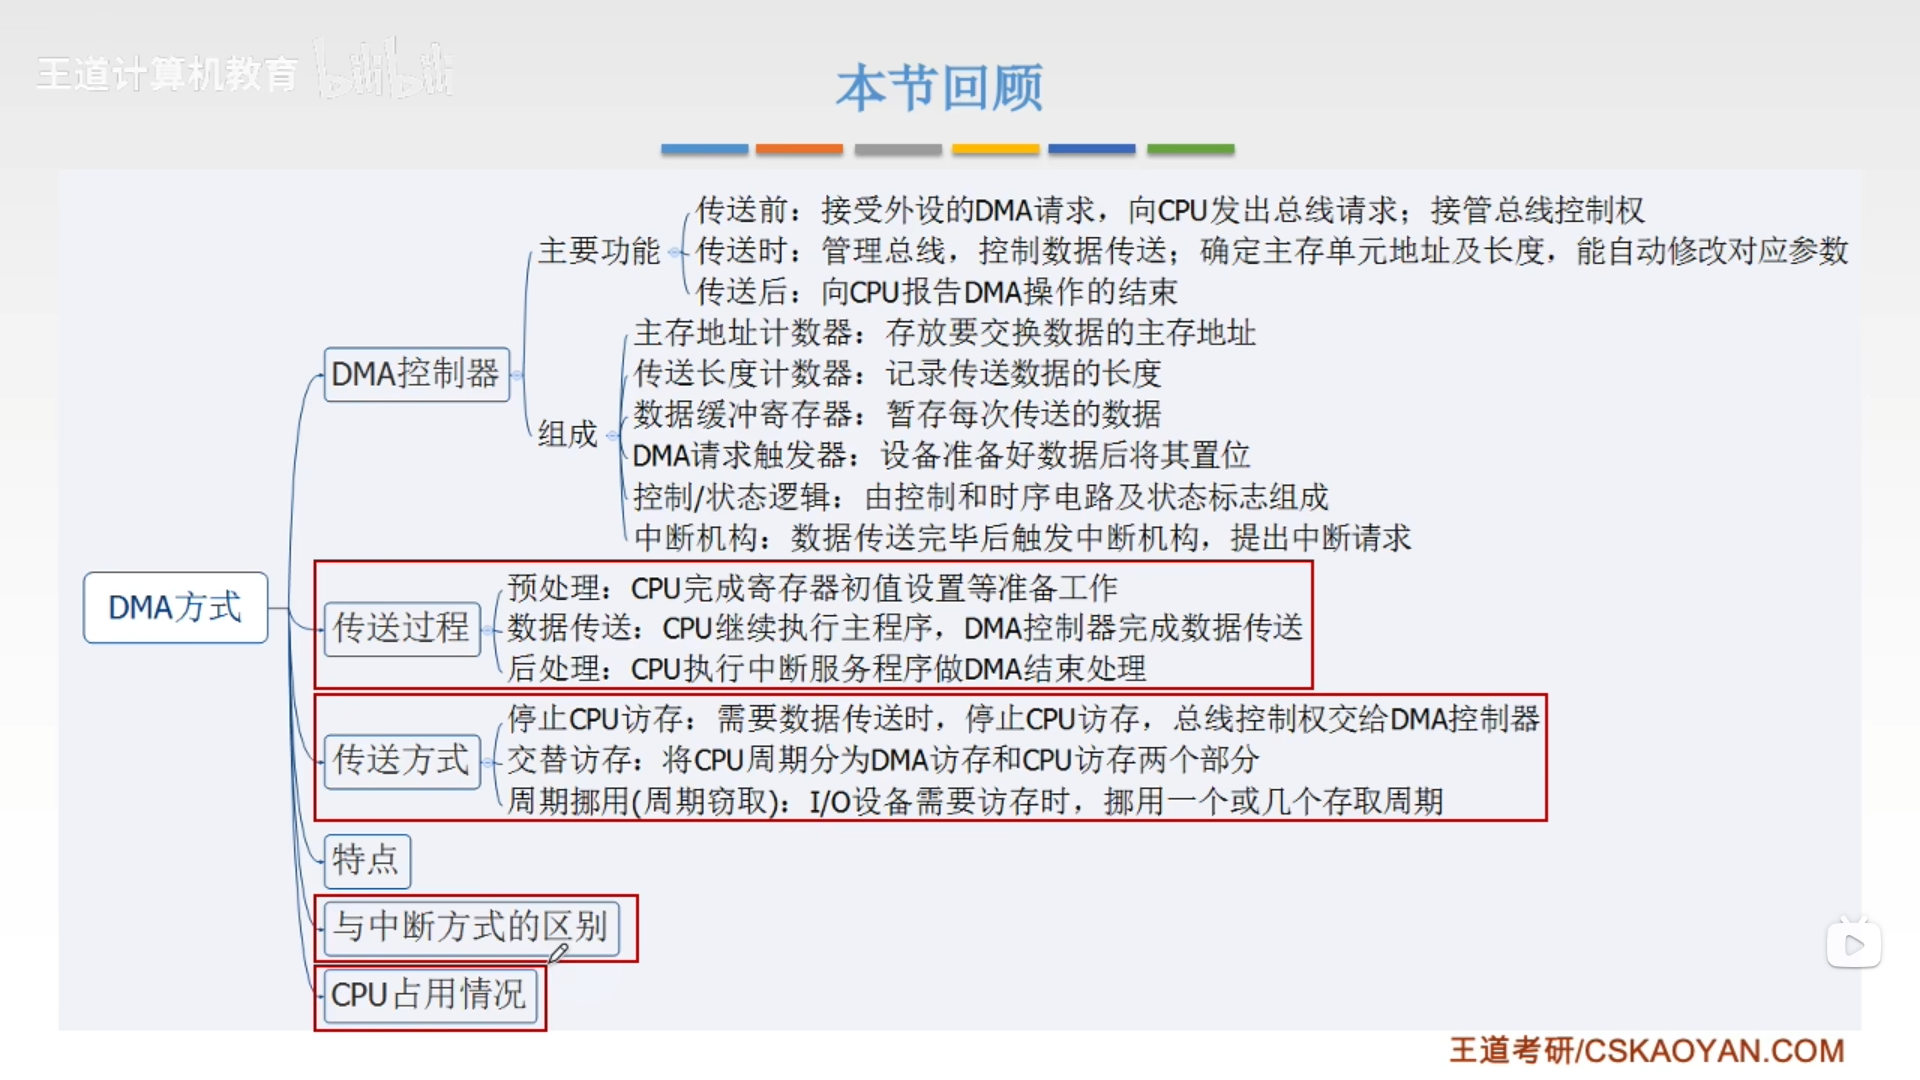 王道计算机教育 bilibili
本节回顾
传送前：接受外设的DMA请求，向CPU发出总线请求；接管总线控制权
主要功能
传送时：管理总线，控制数据传送；确定主存单元地址及长度，能自动修改对应参数
传送后：向CPU报告DMA操作的结束
DMA控制器
主存地址计数器：存放要交换数据的主存地址
传送长度计数器：记录传送数据的长度
数据缓冲寄存器：暂存每次传送的数据
组成
DMA请求触发器：设备准备好数据后将其置位
控制/状态逻辑：由控制和时序电路及状态标志组成
中断机构：数据传送完毕后触发中断机构，提出中断请求
DMA方式
传送过程
预处理：CPU完成寄存器初值设置等准备工作
数据传送：CPU继续执行主程序，DMA控制器完成数据传送
后处理：CPU执行中断服务程序做DMA结束处理
传送方式
停止CPU访存：需要数据传送时，停止CPU访存，总线控制权交给DMA控制器
交替访存：将CPU周期分为DMA访存和CPU访存两个部分
周期挪用(周期窃取)：I/O设备需要访存时，挪用一个或几个存取周期
特点
与中断方式的区别
CPU占用情况
王道考研/CSKAOYAN.COM